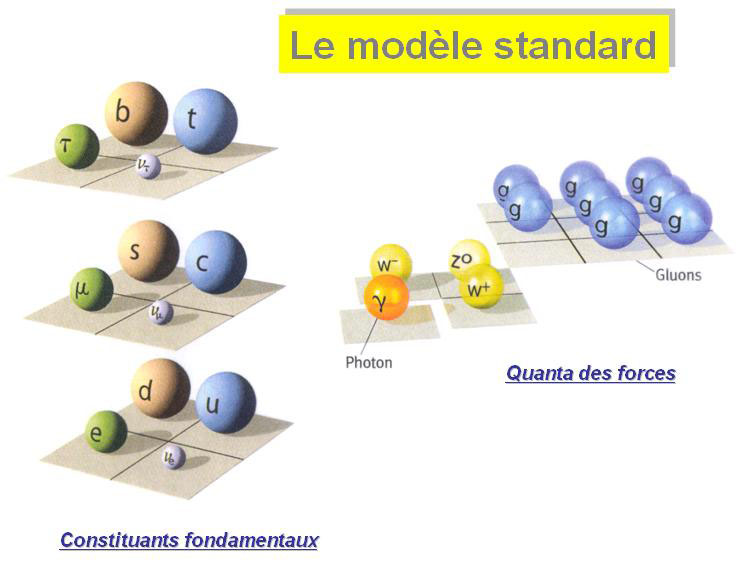 Le modèle standard
b
t
τ
ντ
s
c
μ
νμ
d
u
e
νe
g g g
g g g
g g
w⁻ z⁰
γ w⁺
Gluons
Photon
Quanta des forces
Constituants fondamentaux